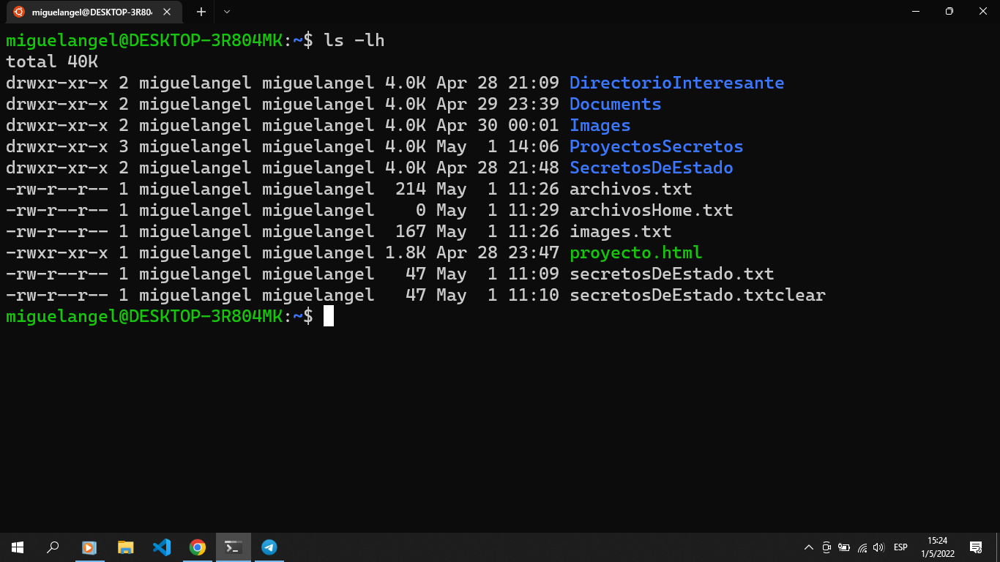 miguelangel@DESKTOP-3R804
miguelangel@DESKTOP-3R804MK:~$ ls -lh
total 40K
drwxr-xr-x 2 miguelangel miguelangel 4.0K Apr 28 21:09 DirectorioInteresante
drwxr-xr-x 2 miguelangel miguelangel 4.0K Apr 29 23:39 Documents
drwxr-xr-x 2 miguelangel miguelangel 4.0K Apr 30 00:01 Images
drwxr-xr-x 3 miguelangel miguelangel 4.0K May  1 14:06 ProyectosSecretos
drwxr-xr-x 2 miguelangel miguelangel 4.0K Apr 28 21:48 SecretosDeEstado
-rw-r--r-- 1 miguelangel miguelangel  214 May  1 11:26 archivos.txt
-rw-r--r-- 1 miguelangel miguelangel    0 May  1 11:29 archivosHome.txt
-rw-r--r-- 1 miguelangel miguelangel  167 May  1 11:26 images.txt
-rwxr-xr-x 1 miguelangel miguelangel 1.8K Apr 28 23:47 proyecto.html
-rw-r--r-- 1 miguelangel miguelangel   47 May  1 11:09 secretosDeEstado.txt
-rw-r--r-- 1 miguelangel miguelangel   47 May  1 11:10 secretosDeEstado.txtclear
miguelangel@DESKTOP-3R804MK:~$
ESP
15:24
1/5/2022